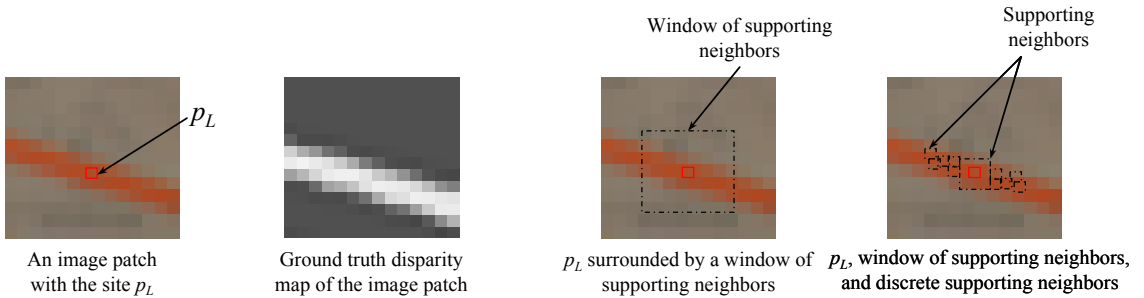 Window of supporting
neighbors
Supporting
neighbors
p_L
An image patch
with the site p_L
Ground truth disparity
map of the image patch
p_L surrounded by a window of
supporting neighbors
p_L, window of supporting neighbors,
and discrete supporting neighbors